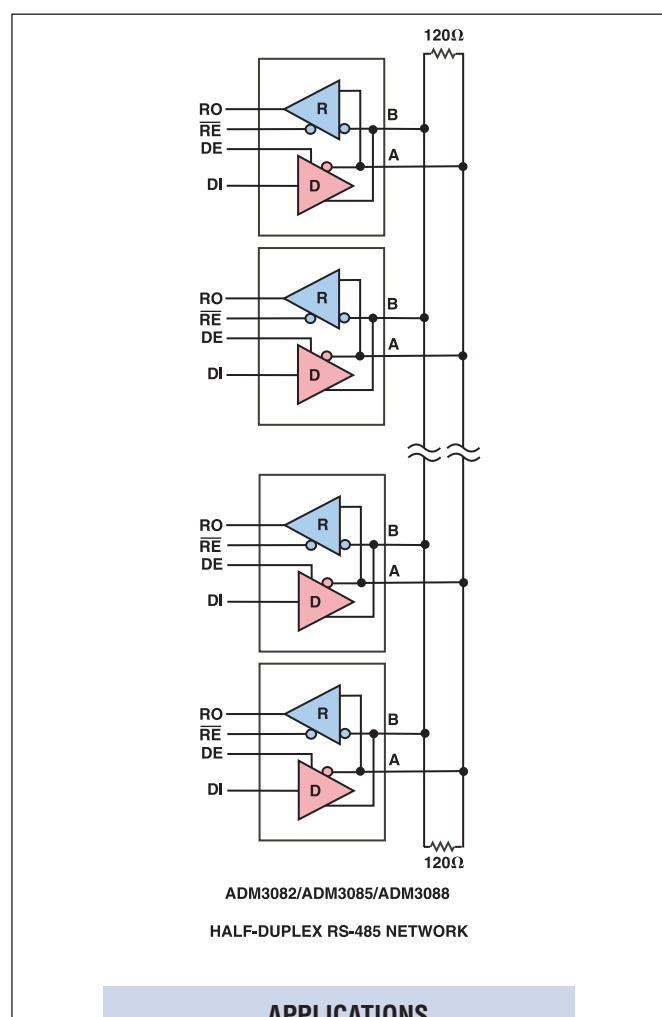 120Ω
RO
R
B
RE
DE
A
DI
D
RO
R
B
RE
DE
A
DI
D
RO
R
B
RE
DE
A
DI
D
RO
R
B
RE
DE
A
DI
D
120Ω
ADM3082/ADM3085/ADM3088
HALF-DUPLEX RS-485 NETWORK
APPLICATIONS